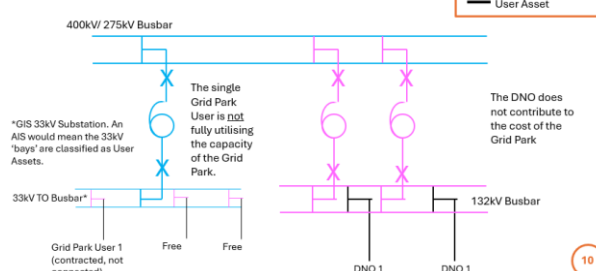 User Asset
400kV/ 275kV Busbar
The single
Grid Park
User is not
fully utilising
the capacity
of the Grid
Park.
The DNO does
not contribute to
the cost of the
Grid Park
*GIS 33kV Substation. An
AIS would mean the 33kV
'bays' are classified as User
Assets.
33kV TO Busbar*
132kV Busbar
Grid Park User 1
(contracted, not
connected)
Free
Free
DNO 1
DNO 1
10